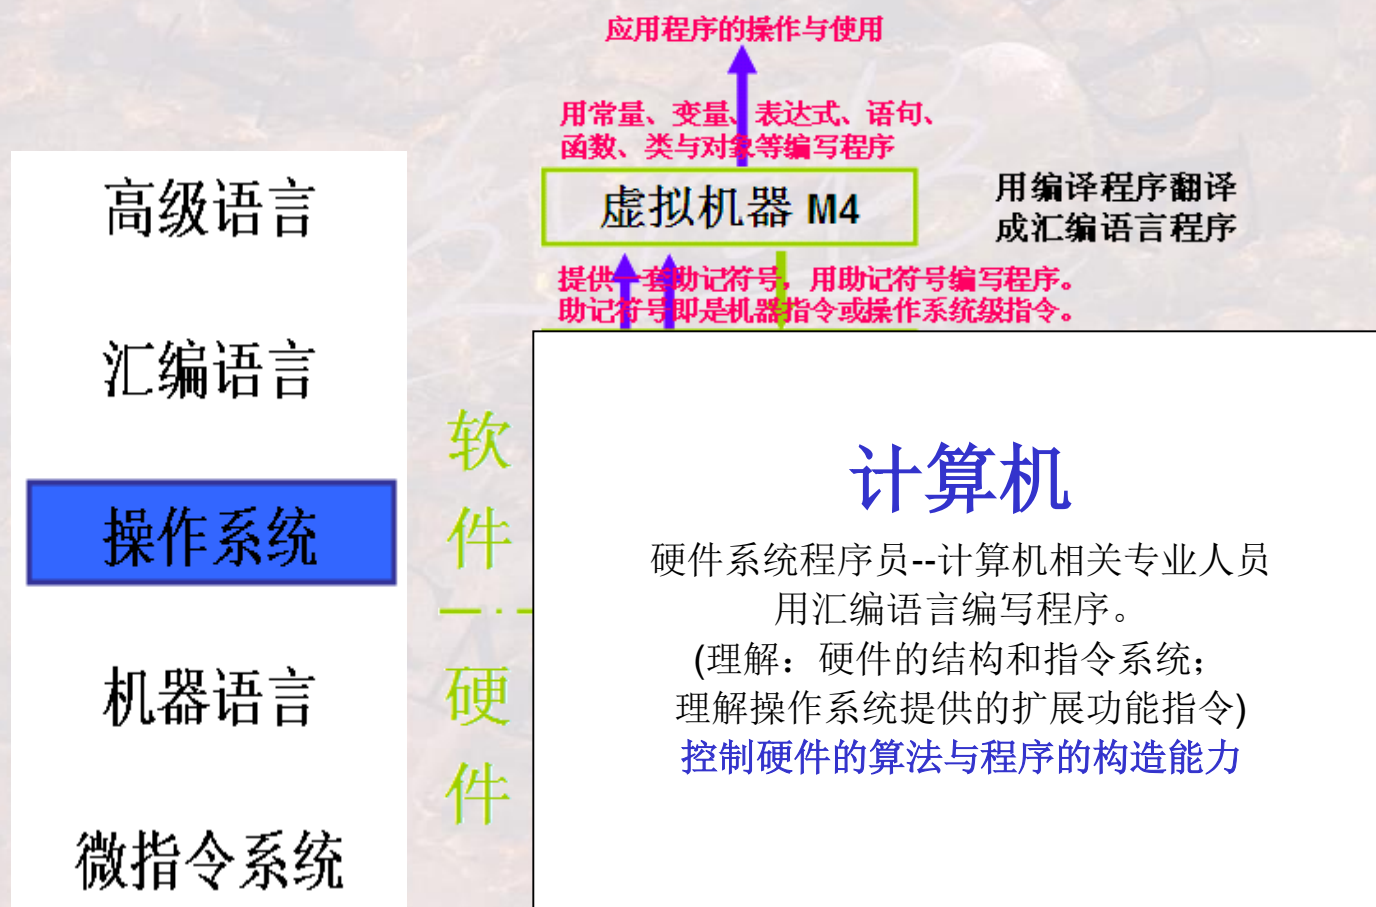 应用程序的操作与使用
用常量、变量、表达式、语句、
函数、类与对象等编写程序
高级语言
虚拟机器 M4
用编译程序翻译
成汇编语言程序
提供一套助记符号，用助记符号编写程序。
助记符号即是机器指令或操作系统级指令。
汇编语言
操作系统
机器语言
微指令系统
软
件
硬
件
计算机
硬件系统程序员--计算机相关专业人员
用汇编语言编写程序。
(理解：硬件的结构和指令系统；
理解操作系统提供的扩展功能指令)
控制硬件的算法与程序的构造能力